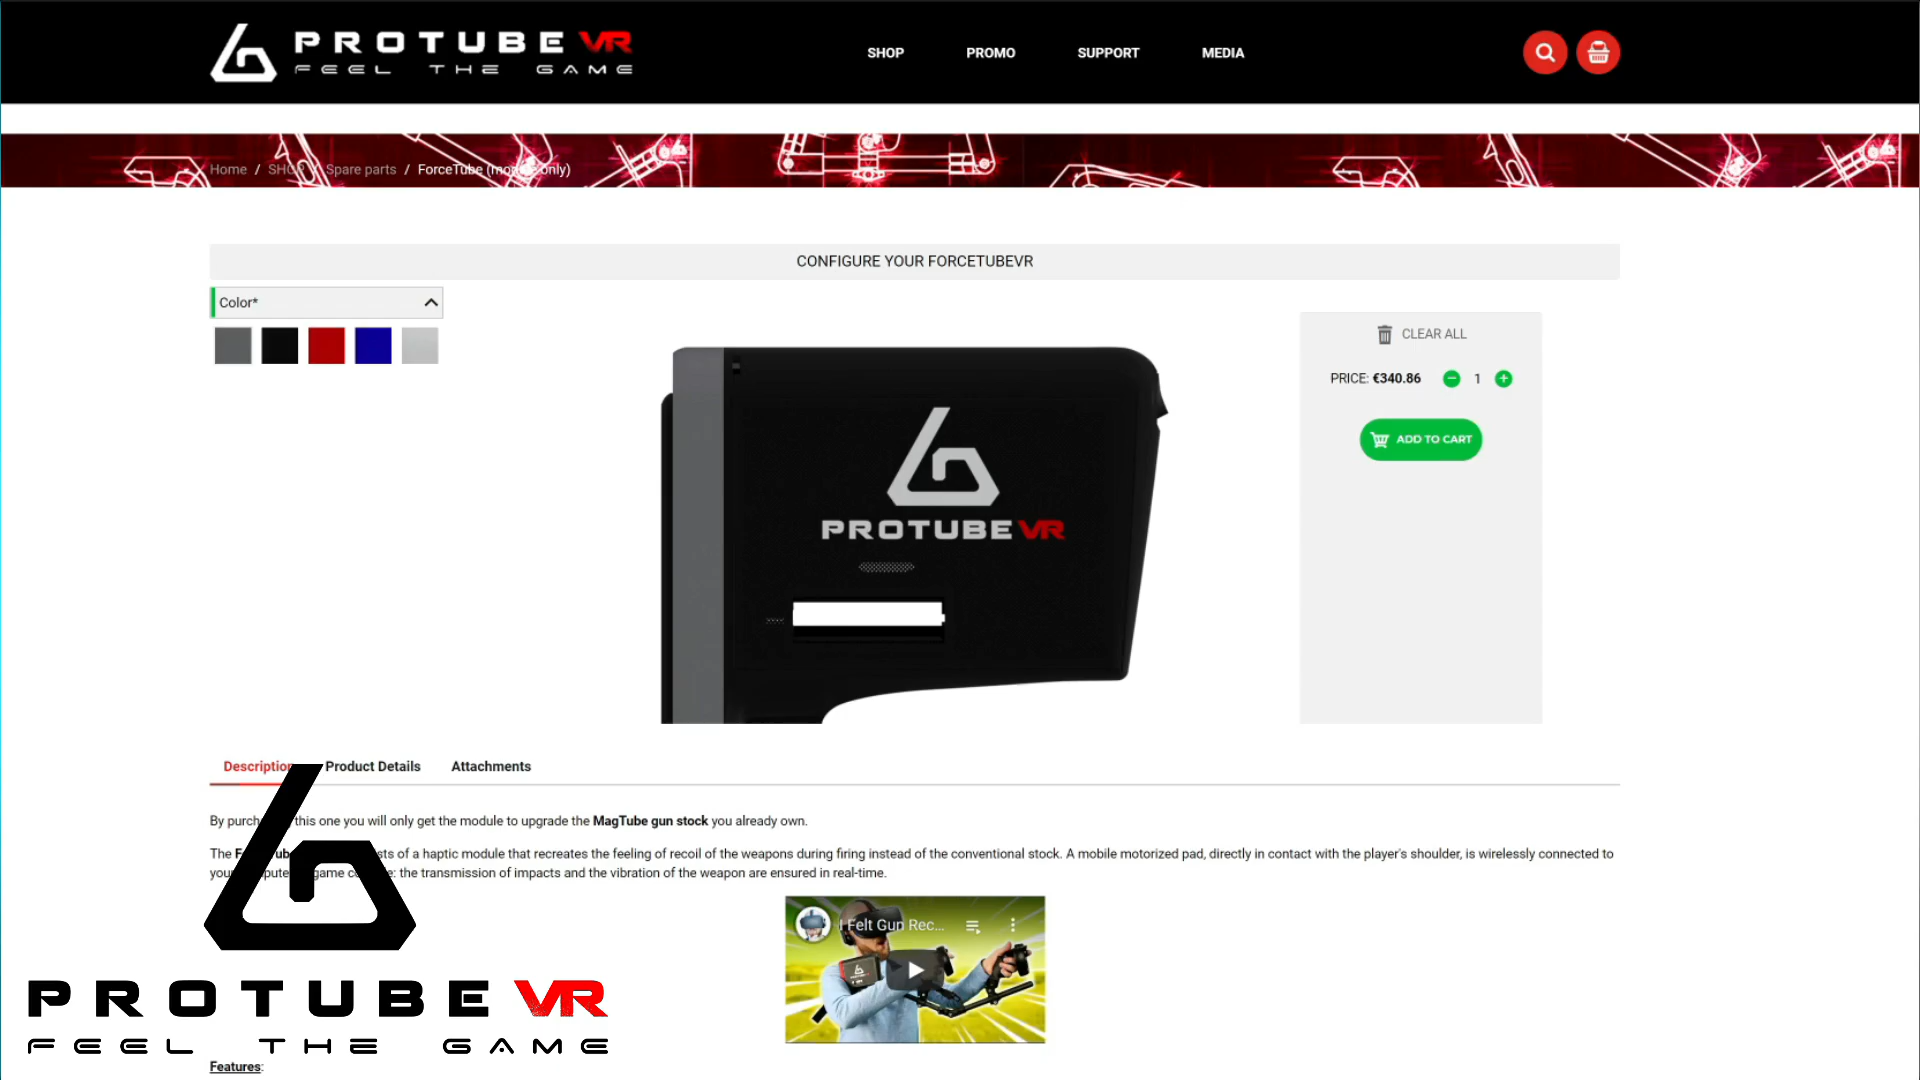 PROTUBE VR
FEEL THE GAME
SHOP
PROMO
SUPPORT
MEDIA
Home / SHOP / Spare parts / ForceTube (mo only)
CONFIGURE YOUR FORCETUBEVR
Color*
CLEAR ALL
PRICE: €340.86 1
ADD TO CART
PROTUBE VR
Description
Product Details
Attachments
By purch this one you will only get the module to upgrade the MagTube gun stock you already own.
The sts of a haptic module that recreates the feeling of recoil of the weapons during firing instead of the conventional stock. A mobile motorized pad, directly in contact with the player's shoulder, is wirelessly connected to
game : the transmission of impacts and the vibration of the weapon are ensured in real-time.
I Felt Gun Rec...
PROTUBE VR
FEEL THE GAME
Features: